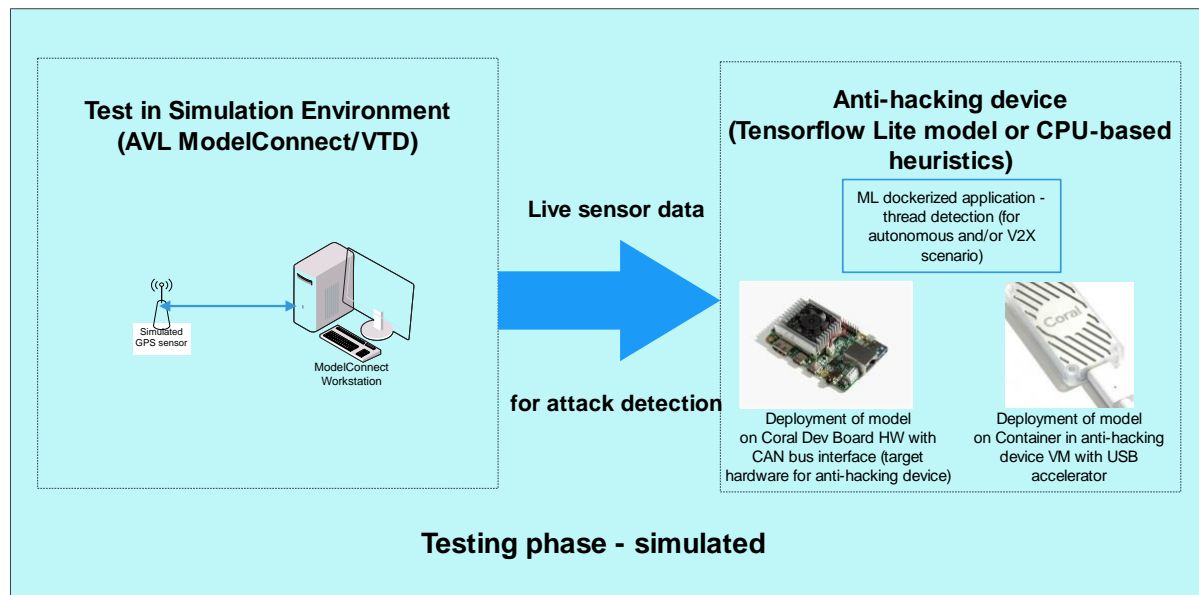 Test in Simulation Environment
(AVL ModelConnect/VTD)
Simulated
GPS sensor
ModelConnect
Workstation
Live sensor data
for attack detection
Anti-hacking device
(Tensorflow Lite model or CPU-based
heuristics)
ML dockerized application -
thread detection (for
autonomous and/or V2X
scenario)
Coral
Deployment of model
on Coral Dev Board HW with
CAN bus interface (target
hardware for anti-hacking device)
Deployment of model
on Container in anti-hacking
device VM with USB
accelerator
Testing phase - simulated